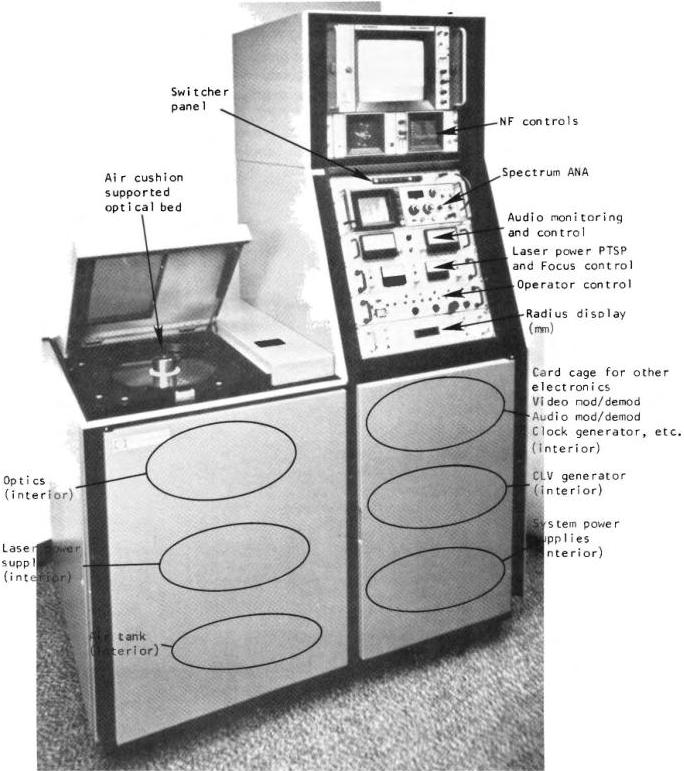 Switcher
panel
NF controls
Air cushion
supported
optical bed
Spectrum ANA
Audio monitoring
and control
Laser power PTSP
and Focus control
Operator control
Radius display
(mm)
Card cage for other
electronics
Video mod/demod
Audio mod/demod
Clock generator, etc.
(interior)
Optics
(interior)
CLV generator
(interior)
System power
supplies
(interior)
Laser power
supply
(interior)
Air tank
(interior)